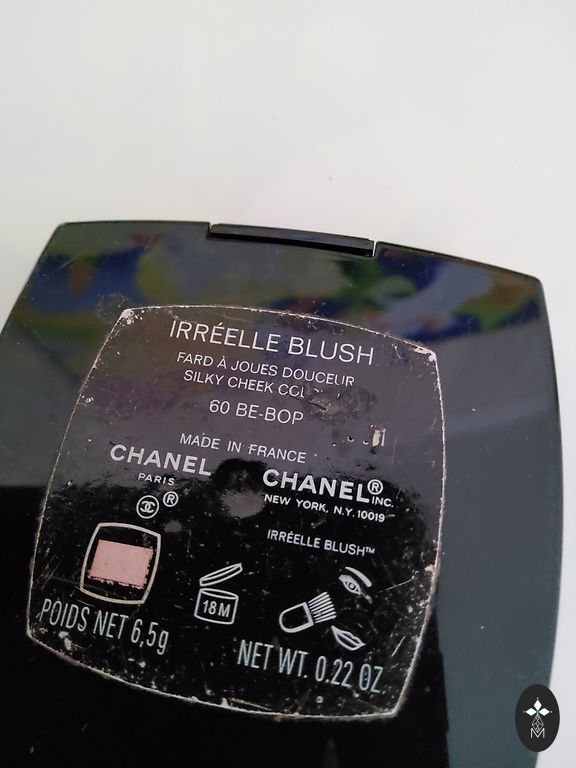 IRRÉELLE BLUSH
FARD À JOUES DOUCEUR
SILKY CHEEK
60 BE-BOP
MADE IN FRANCE
CHANEL
PARIS
®
CHANEL® INC.
NEW YORK, N.Y. 10019
IRRÉELLE BLUSH™
18M
POIDS NET 6,5g
NET WT. 0.22 OZ.
M